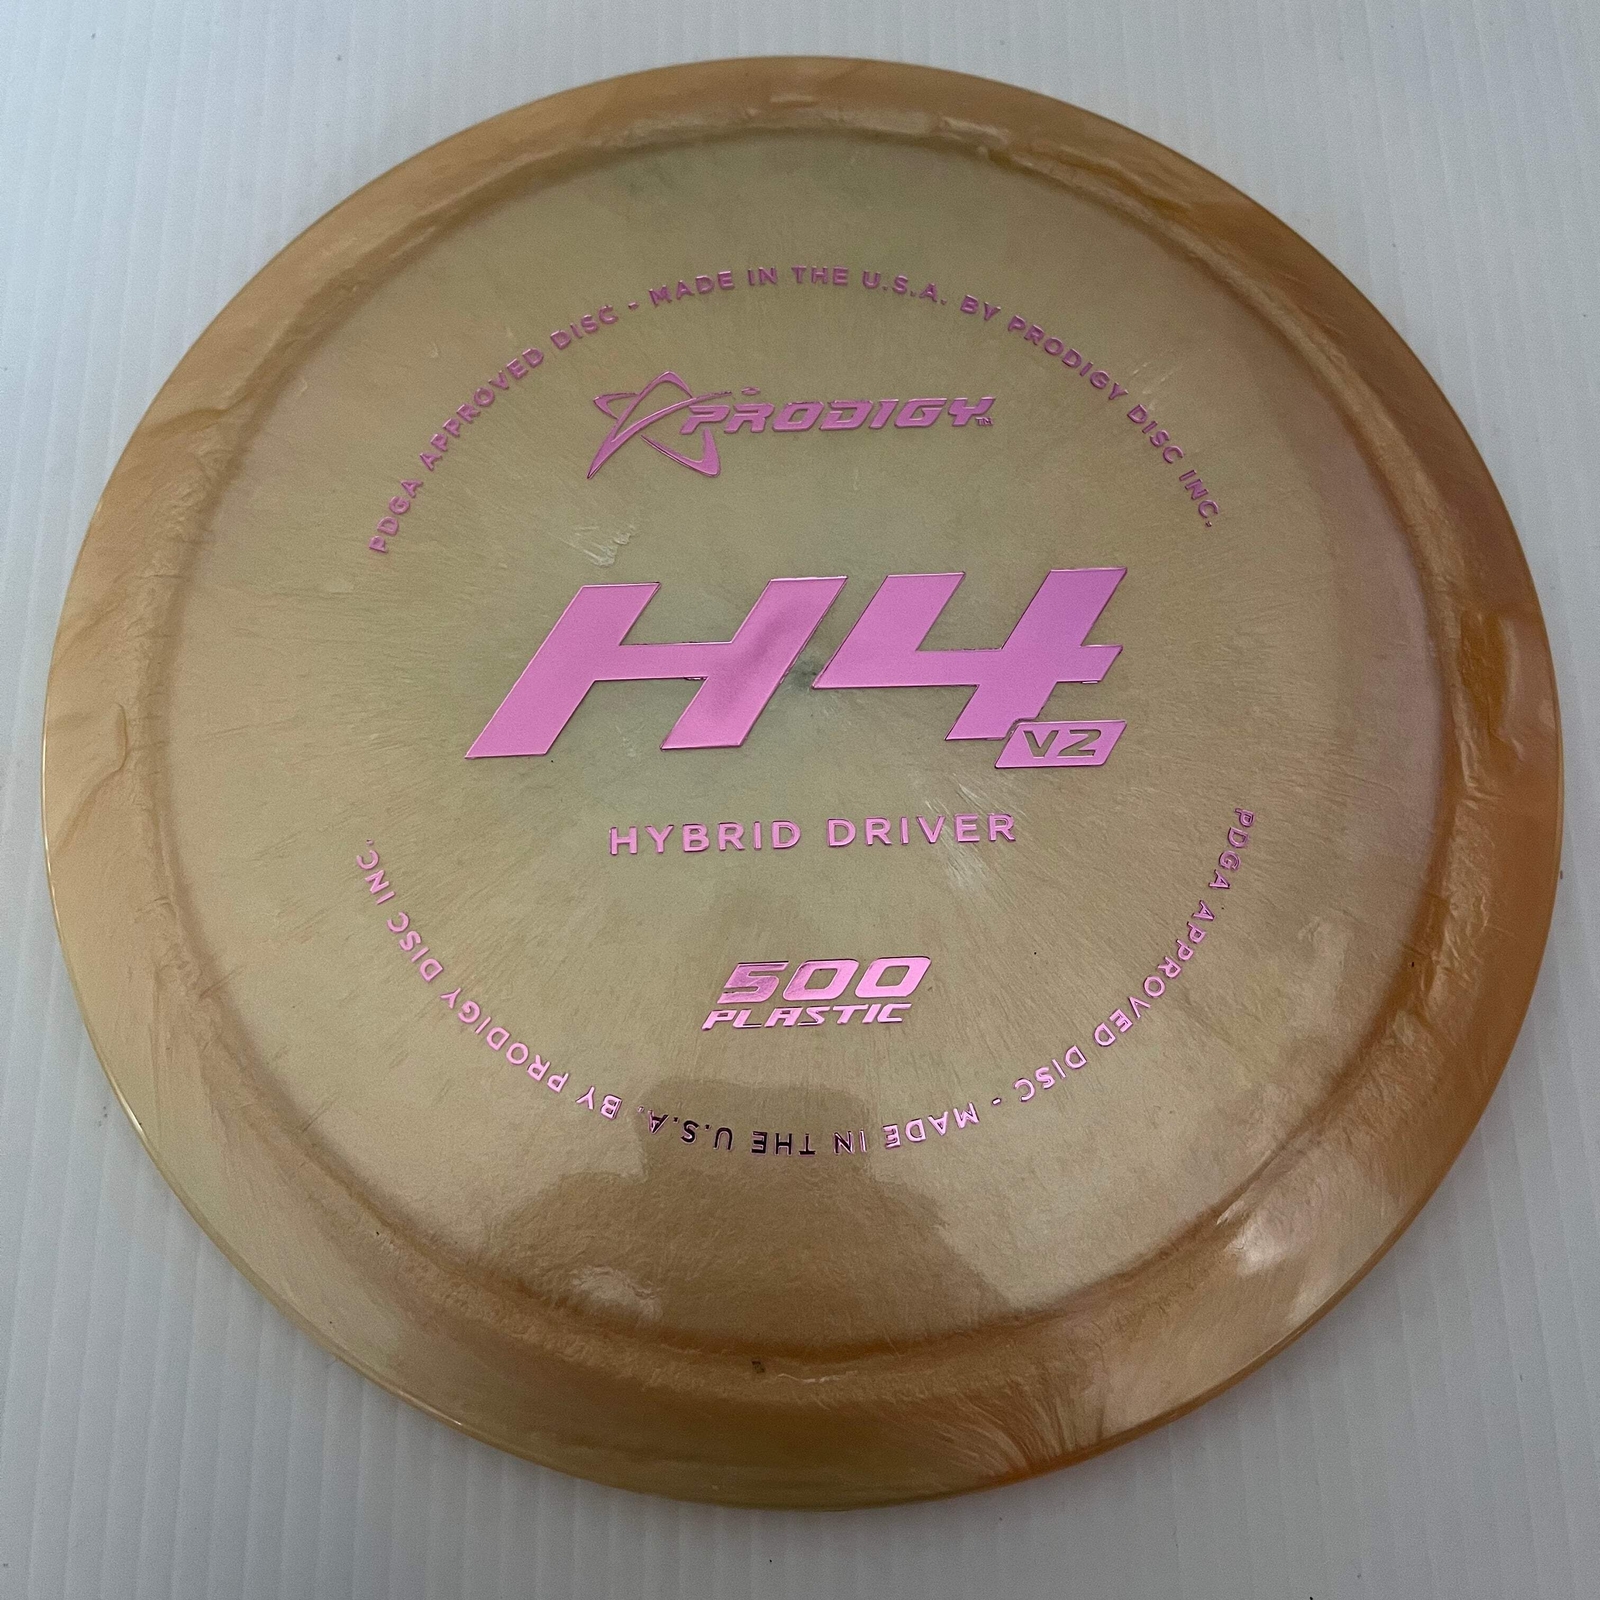 PDGA APPROVED DISC - MADE IN THE U.S.A. BY PRODIGY DISC INC.
PRODIGY™
H4
V2
HYBRID DRIVER
500
PLASTIC
PDGA APPROVED DISC - MADE IN THE U.S.A. BY PRODIGY DISC INC.